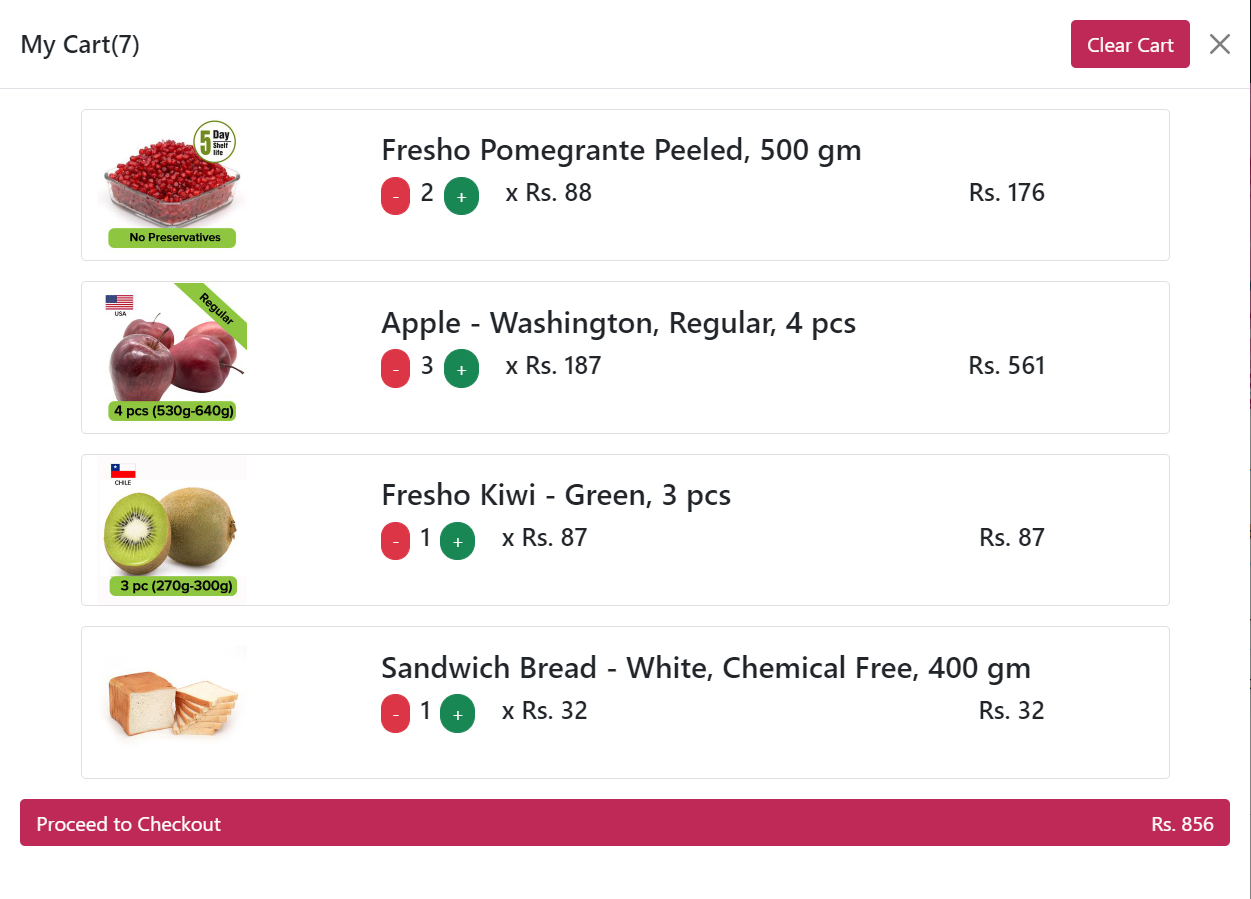 My Cart(7)
Clear Cart
5 Day Shelf life
No Preservatives
Fresho Pomegrante Peeled, 500 gm
- 2 + x Rs. 88 Rs. 176
USA
Regular
4 pcs (530g-640g)
Apple - Washington, Regular, 4 pcs
- 3 + x Rs. 187 Rs. 561
CHILE
3 pc (270g-300g)
Fresho Kiwi - Green, 3 pcs
- 1 + x Rs. 87 Rs. 87
Sandwich Bread - White, Chemical Free, 400 gm
- 1 + x Rs. 32 Rs. 32
Proceed to Checkout Rs. 856